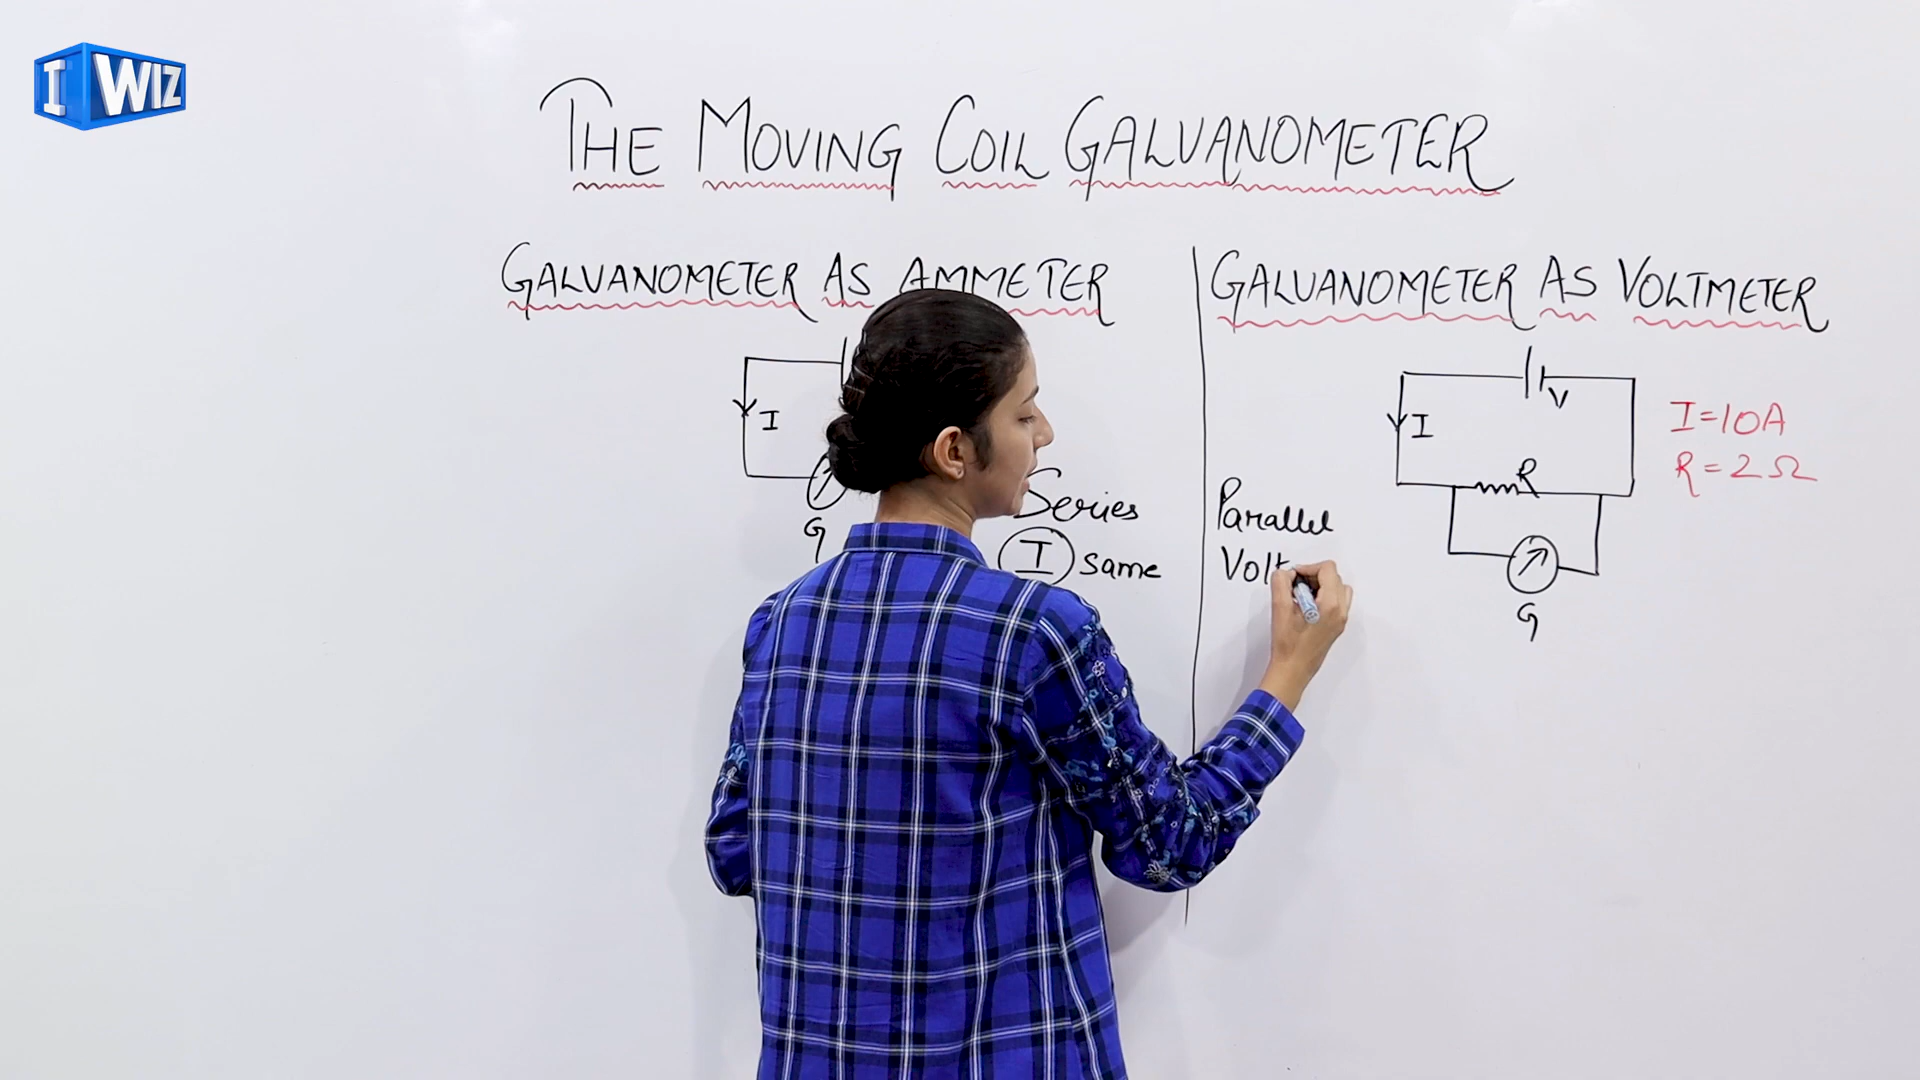 I WIZ
THE MOVING COIL GALVANOMETER
GALVANOMETER AS AMMETER
I
G
Series
I same
GALVANOMETER AS VOLTMETER
V
I
R
G
I=10A
R=2Ω
Parallel
Volt